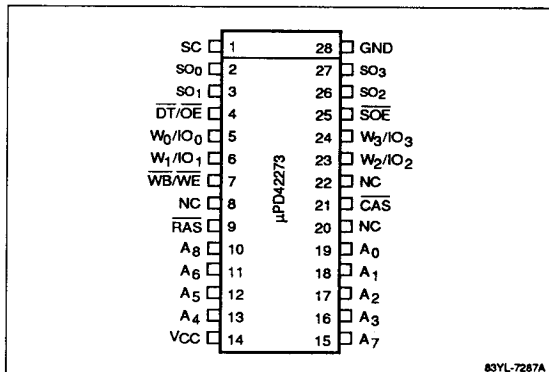 SC 1 28 GND
SO0 2 27 SO3
SO1 3 26 SO2
DT/OE 4 25 SOE
W0/IO0 5 24 W3/IO3
W1/IO1 6 23 W2/IO2
WB/WE 7 22 NC
NC 8 21 CAS
RAS 9 20 NC
A8 10 19 A0
A6 11 18 A1
A5 12 17 A2
A4 13 16 A3
VCC 14 15 A7
μPD42273
83YL-7287A